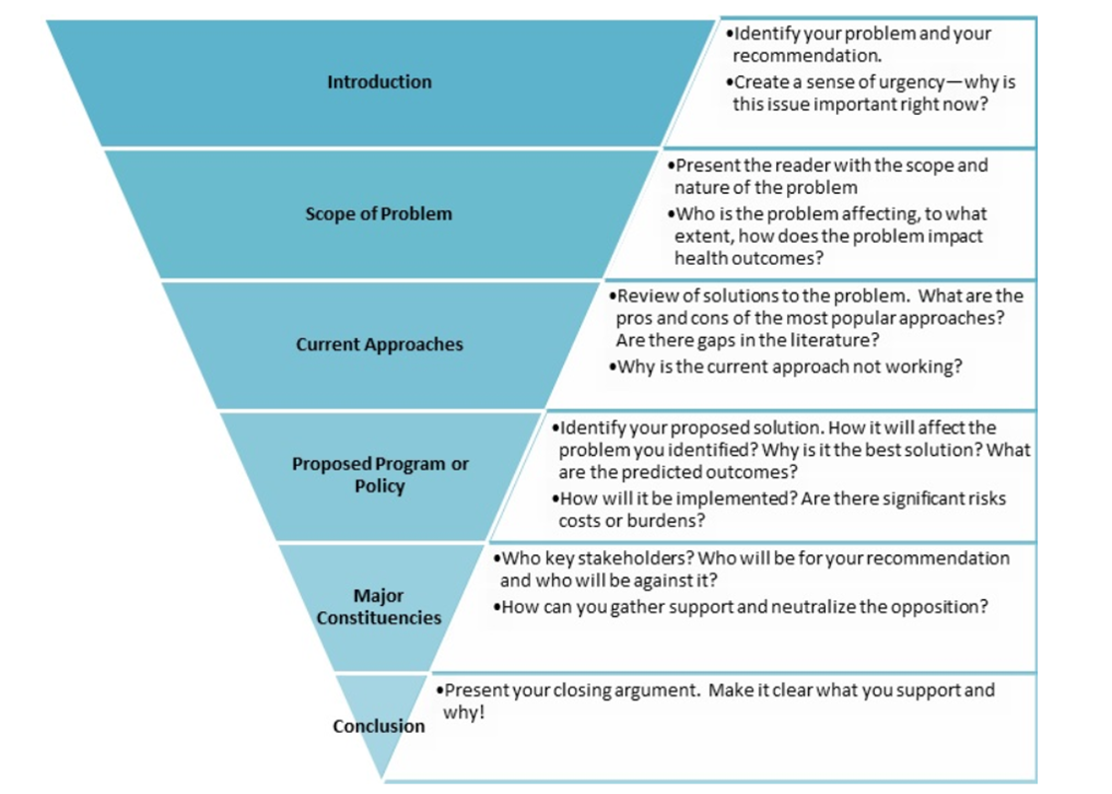 Introduction
•Identify your problem and your
recommendation.
•Create a sense of urgency—why is
this issue important right now?
Scope of Problem
•Present the reader with the scope and
nature of the problem
•Who is the problem affecting, to what
extent, how does the problem impact
health outcomes?
Current Approaches
•Review of solutions to the problem. What are the
pros and cons of the most popular approaches?
Are there gaps in the literature?
•Why is the current approach not working?
Proposed Program or
Policy
•Identify your proposed solution. How it will affect the
problem you identified? Why is it the best solution? What
are the predicted outcomes?
•How will it be implemented? Are there significant risks
costs or burdens?
Major
Constituencies
•Who key stakeholders? Who will be for your recommendation
and who will be against it?
•How can you gather support and neutralize the opposition?
Conclusion
•Present your closing argument. Make it clear what you support and
why!